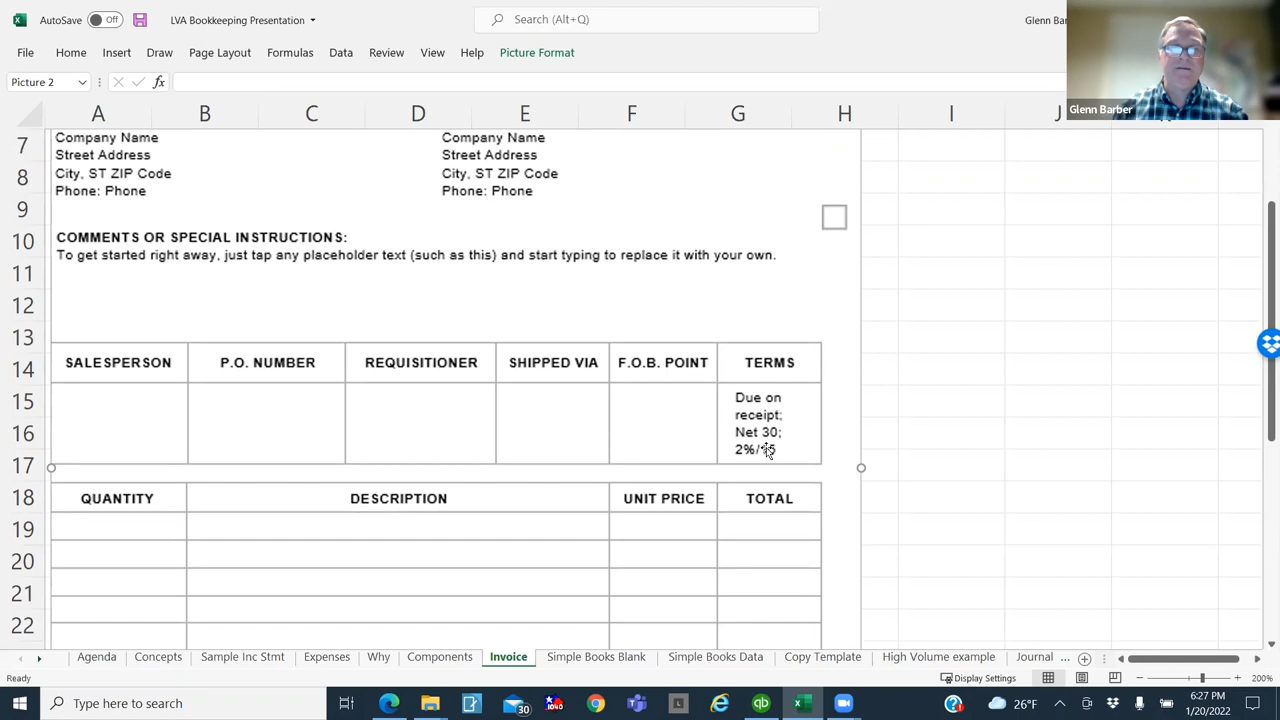 AutoSave Off LVA Bookkeeping Presentation Search (Alt+Q) Glenn Bar
File Home Insert Draw Page Layout Formulas Data Review View Help Picture Format
Glenn Barber
Picture 2 fx
A B C D E F G H I J
7 Company Name Company Name
Street Address Street Address
8 City, ST ZIP Code City, ST ZIP Code
Phone: Phone Phone: Phone
9
10 COMMENTS OR SPECIAL INSTRUCTIONS:
To get started right away, just tap any placeholder text (such as this) and start typing to replace it with your own.
11
12
13
14 SALESPERSON P.O. NUMBER REQUISITIONER SHIPPED VIA F.O.B. POINT TERMS
15 Due on
receipt;
16 Net 30;
2%/
17
18 QUANTITY DESCRIPTION UNIT PRICE TOTAL
19
20
21
22
Agenda Concepts Sample Inc Stmt Expenses Why Components Invoice Simple Books Blank Simple Books Data Copy Template High Volume example Journal ...
Ready Display Settings 200%
Type here to search 30 qb L 26°F 6:27 PM
1/20/2022